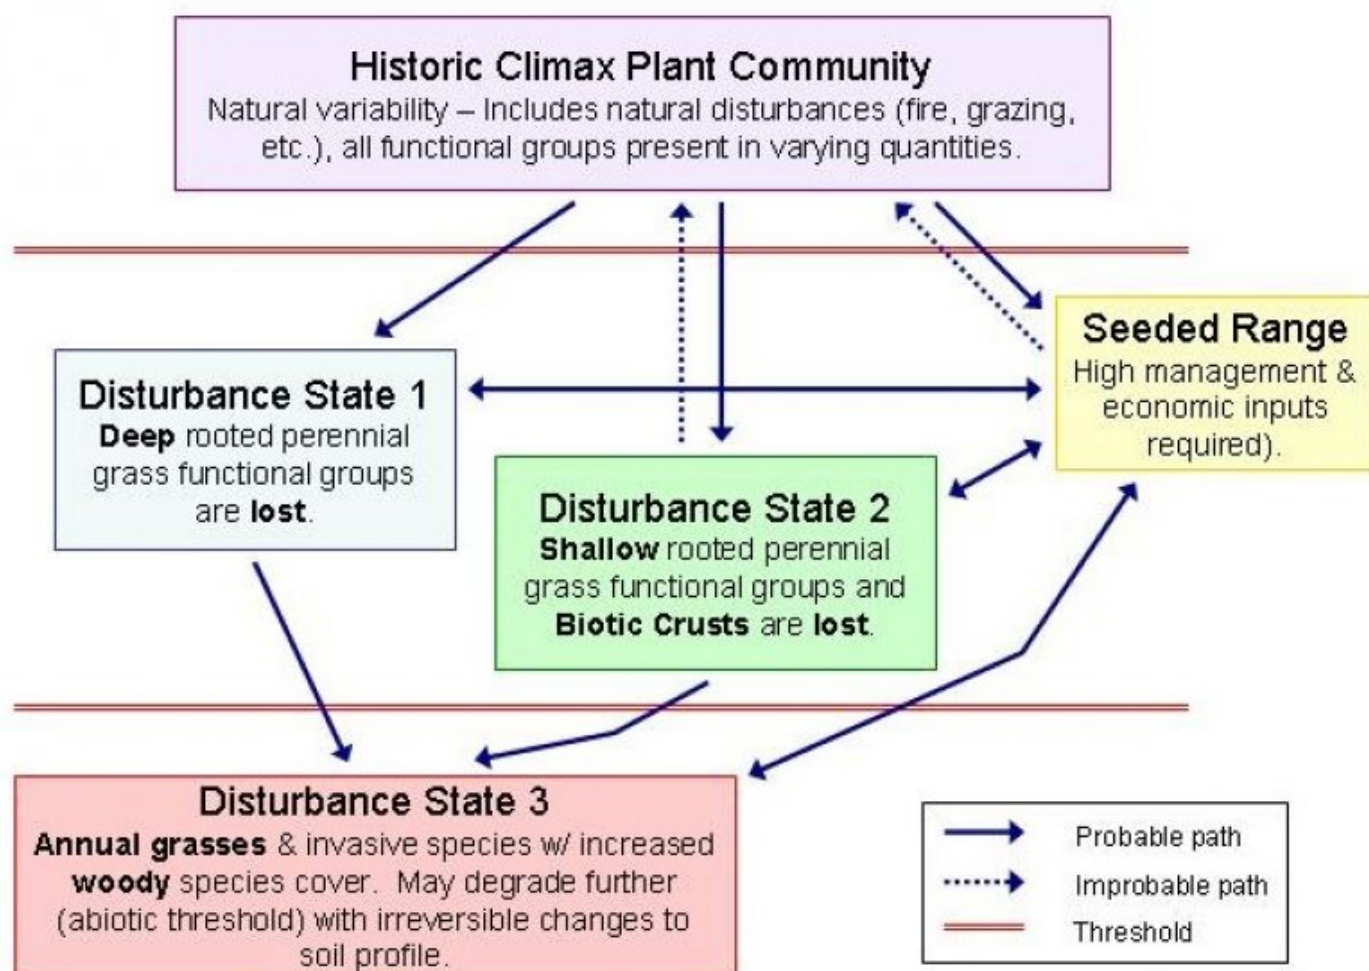 Historic Climax Plant Community
Natural variability – Includes natural disturbances (fire, grazing,
etc.), all functional groups present in varying quantities.
Seeded Range
High management &
economic inputs
required).
Disturbance State 1
Deep rooted perennial
grass functional groups
are lost.
Disturbance State 2
Shallow rooted perennial
grass functional groups and
Biotic Crusts are lost.
Disturbance State 3
Annual grasses & invasive species w/ increased
woody species cover. May degrade further
(abiotic threshold) with irreversible changes to
soil profile.
Probable path
Improbable path
Threshold